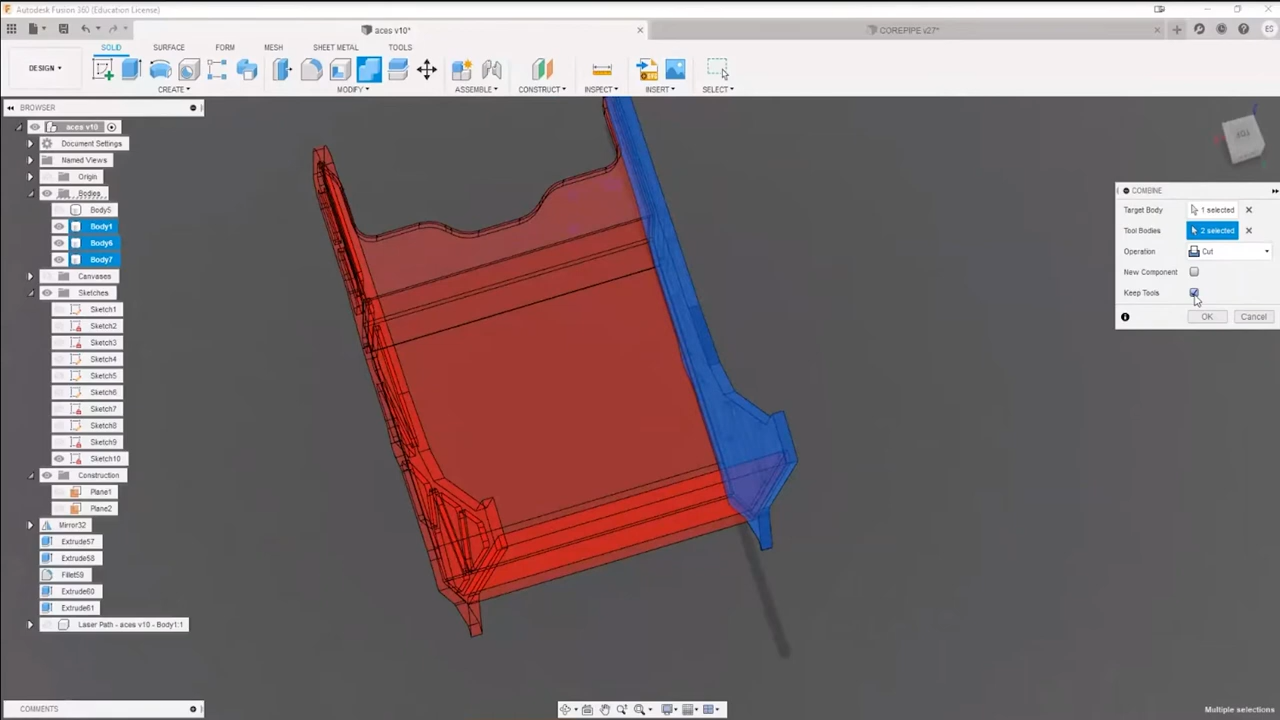 Autodesk Fusion 360 (Education License)
aces v10*
COREPIPE v27*
ES
DESIGN
SOLID SURFACE FORM MESH SHEET METAL TOOLS
CREATE MODIFY ASSEMBLE CONSTRUCT INSPECT INSERT SELECT
BROWSER
aces v10
Document Settings
Named Views
Origin
Bodies
Body5
Body1
Body6
Body7
Canvases
Sketches
Sketch1
Sketch2
Sketch3
Sketch4
Sketch5
Sketch6
Sketch7
Sketch8
Sketch9
Sketch10
Construction
Plane1
Plane2
Mirror32
Extrude57
Extrude58
Fillet59
Extrude60
Extrude61
Laser Path - aces v10 - Body1:1
COMMENTS
COMBINE
Target Body 1 selected
Tool Bodies 2 selected
Operation Cut
New Component
Keep Tools
OK Cancel
Multiple selections